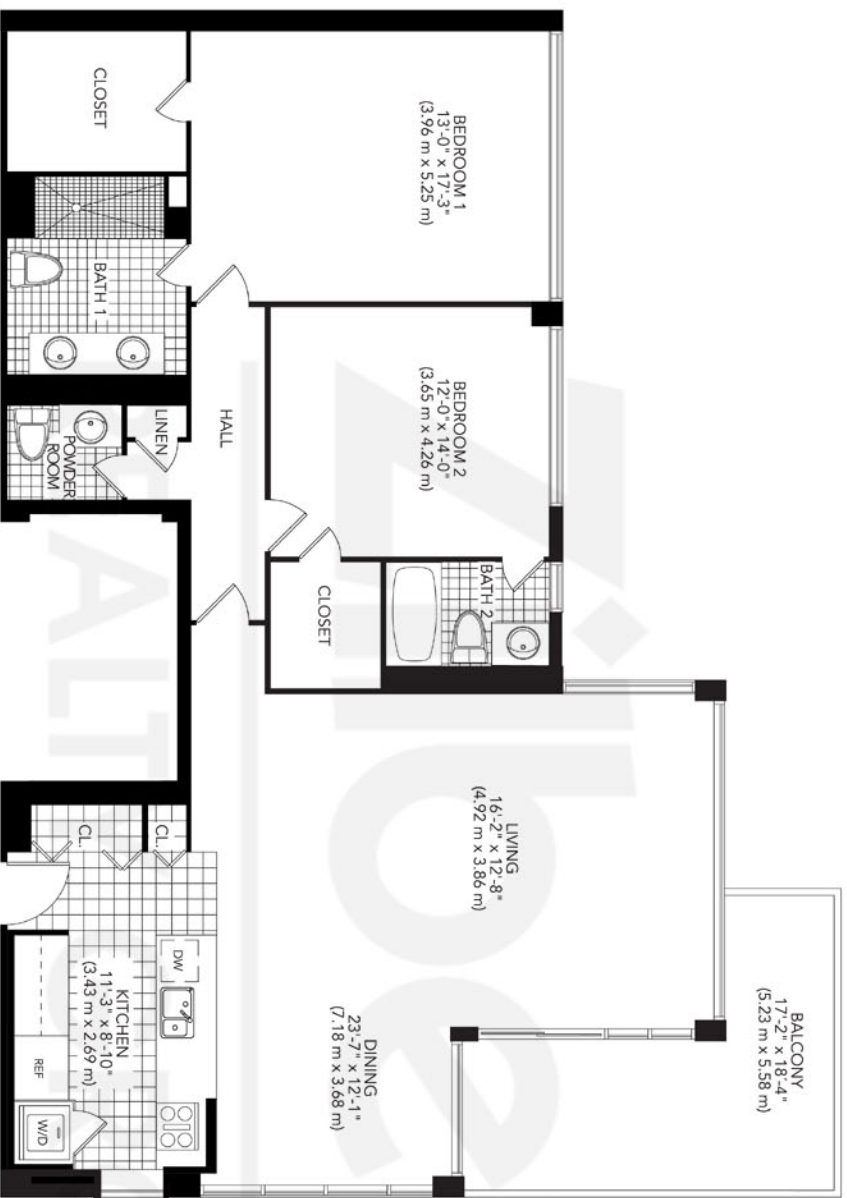 CLOSET
BEDROOM 1
13'-0" x 17'-3"
(3.96 m x 5.25 m)
BATH 1
BEDROOM 2
12'-0" x 14'-0"
(3.65 m x 4.26 m)
HALL
LINEN
POWDER
ROOM
CLOSET
BATH 2
LIVING
16'-2" x 12'-8"
(4.92 m x 3.86 m)
CL.
CL.
BALCONY
17'-2" x 18'-4"
(5.23 m x 5.58 m)
DINING
23'-7" x 12'-1"
(7.18 m x 3.68 m)
DW
KITCHEN
11'-3" x 8'-10"
(3.43 m x 2.69 m)
REF
W/D